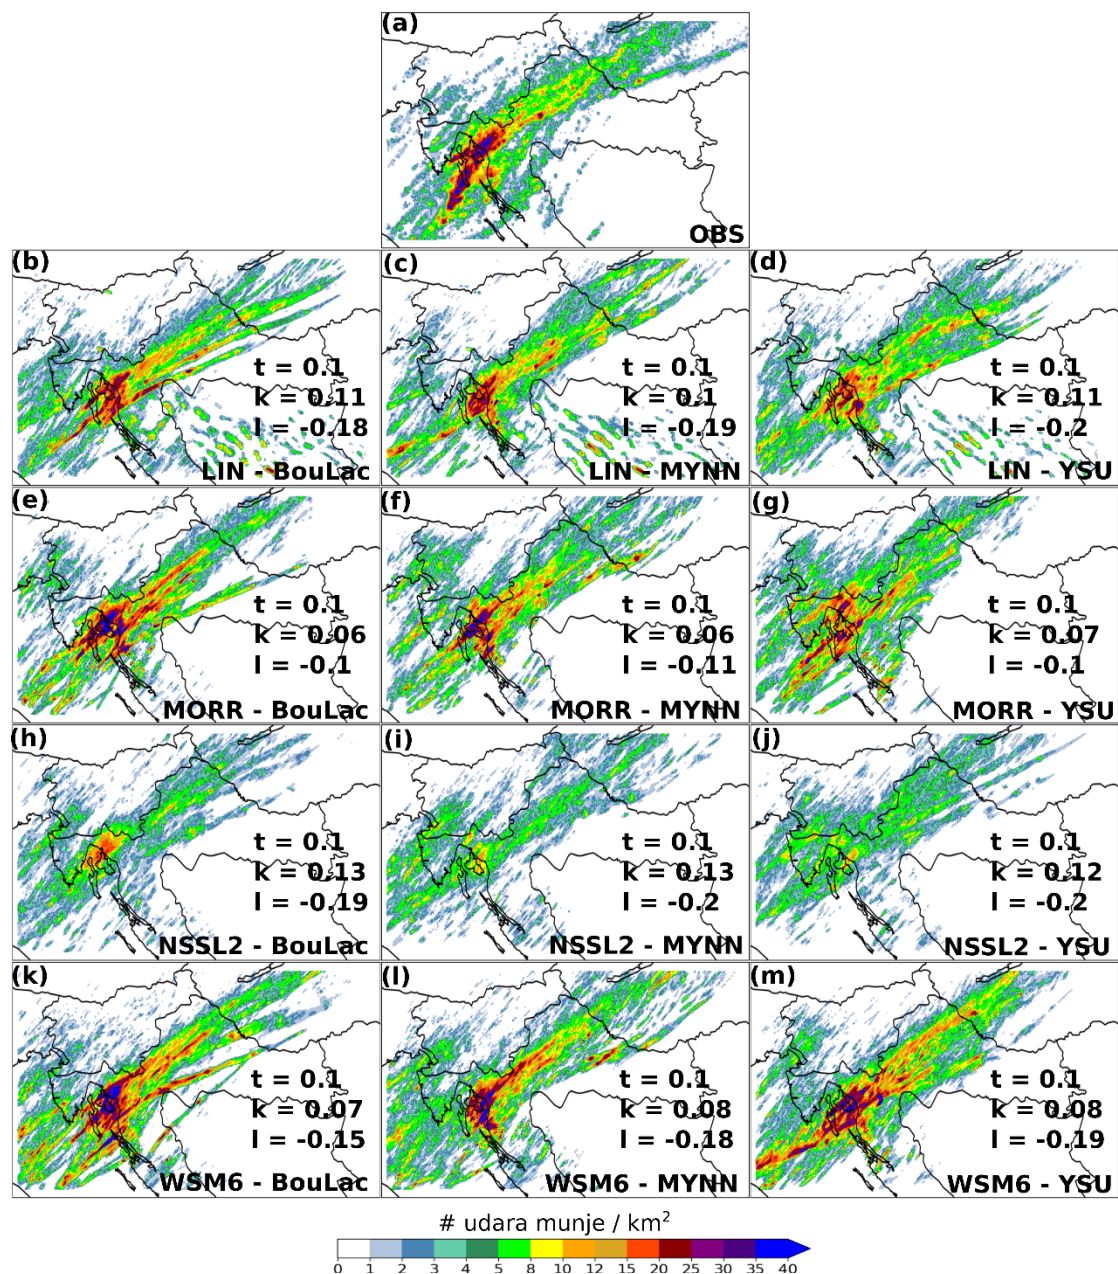 (a)
OBS
(b)
t = 0.1
k = 0.11
l = -0.18
LIN - BouLac
(c)
t = 0.1
k = 0.1
l = -0.19
LIN - MYNN
(d)
t = 0.1
k = 0.11
l = -0.2
LIN - YSU
(e)
t = 0.1
k = 0.06
l = -0.1
MORR - BouLac
(f)
t = 0.1
k = 0.06
l = -0.11
MORR - MYNN
(g)
t = 0.1
k = 0.07
l = -0.1
MORR - YSU
(h)
t = 0.1
k = 0.13
l = -0.19
NSSL2 - BouLac
(i)
t = 0.1
k = 0.13
l = -0.2
NSSL2 - MYNN
(j)
t = 0.1
k = 0.12
l = -0.2
NSSL2 - YSU
(k)
t = 0.1
k = 0.07
l = -0.15
WSM6 - BouLac
(l)
t = 0.1
k = 0.08
l = -0.18
WSM6 - MYNN
(m)
t = 0.1
k = 0.08
l = -0.19
WSM6 - YSU
# udara munje / km²
0 1 2 3 4 5 8 10 12 15 20 25 30 35 40